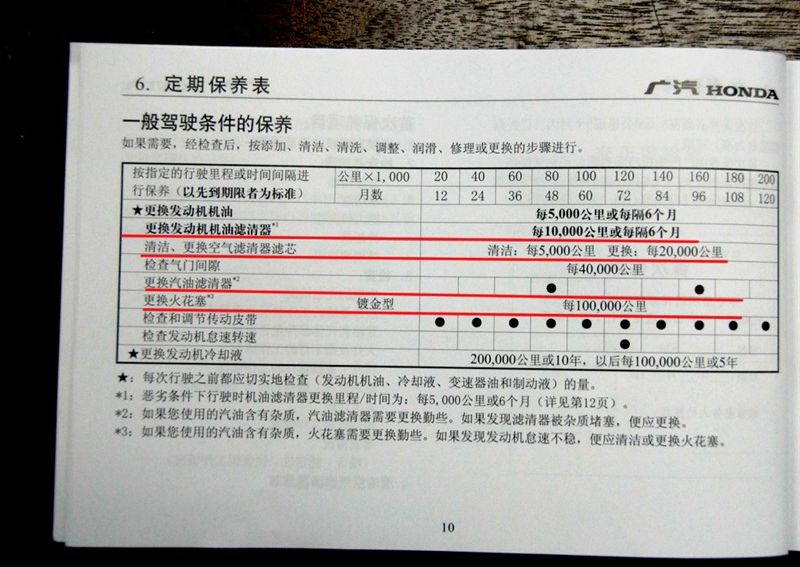 6. 定期保养表
广汽 HONDA
一般驾驶条件的保养
如果需要，经检查后，按添加、清洁、清洗、调整、润滑、修理或更换的步骤进行。
按指定的行驶里程或时间间隔进行保养（以先到期限者为标准） 公里×1,000 20 40 60 80 100 120 140 160 180 200
月数 12 24 36 48 60 72 84 96 108 120
★更换发动机机油 每5,000公里或每隔6个月
更换发动机机油滤清器*1 每10,000公里或每隔6个月
清洁、更换空气滤清器滤芯 清洁：每5,000公里 更换：每20,000公里
检查气门间隙 每40,000公里
更换汽油滤清器*2 ● ●
更换火花塞*3 镀金型 每100,000公里
检查和调节传动皮带 ● ● ● ● ● ● ● ● ● ●
检查发动机怠速转速 ●
★更换发动机冷却液 200,000公里或10年，以后每100,000公里或5年
★：每次行驶之前都应切实地检查（发动机机油、冷却液、变速器油和制动液）的量。
*1：恶劣条件下行驶时机油滤清器更换里程/时间为：每5,000公里或6个月（详见第12页）。
*2：如果您使用的汽油含有杂质，汽油滤清器需要更换勤些。如果发现滤清器被杂质堵塞，便应更换。
*3：如果您使用的汽油含有杂质，火花塞需要更换勤些。如果发现发动机怠速不稳，便应清洁或更换火花塞。
10